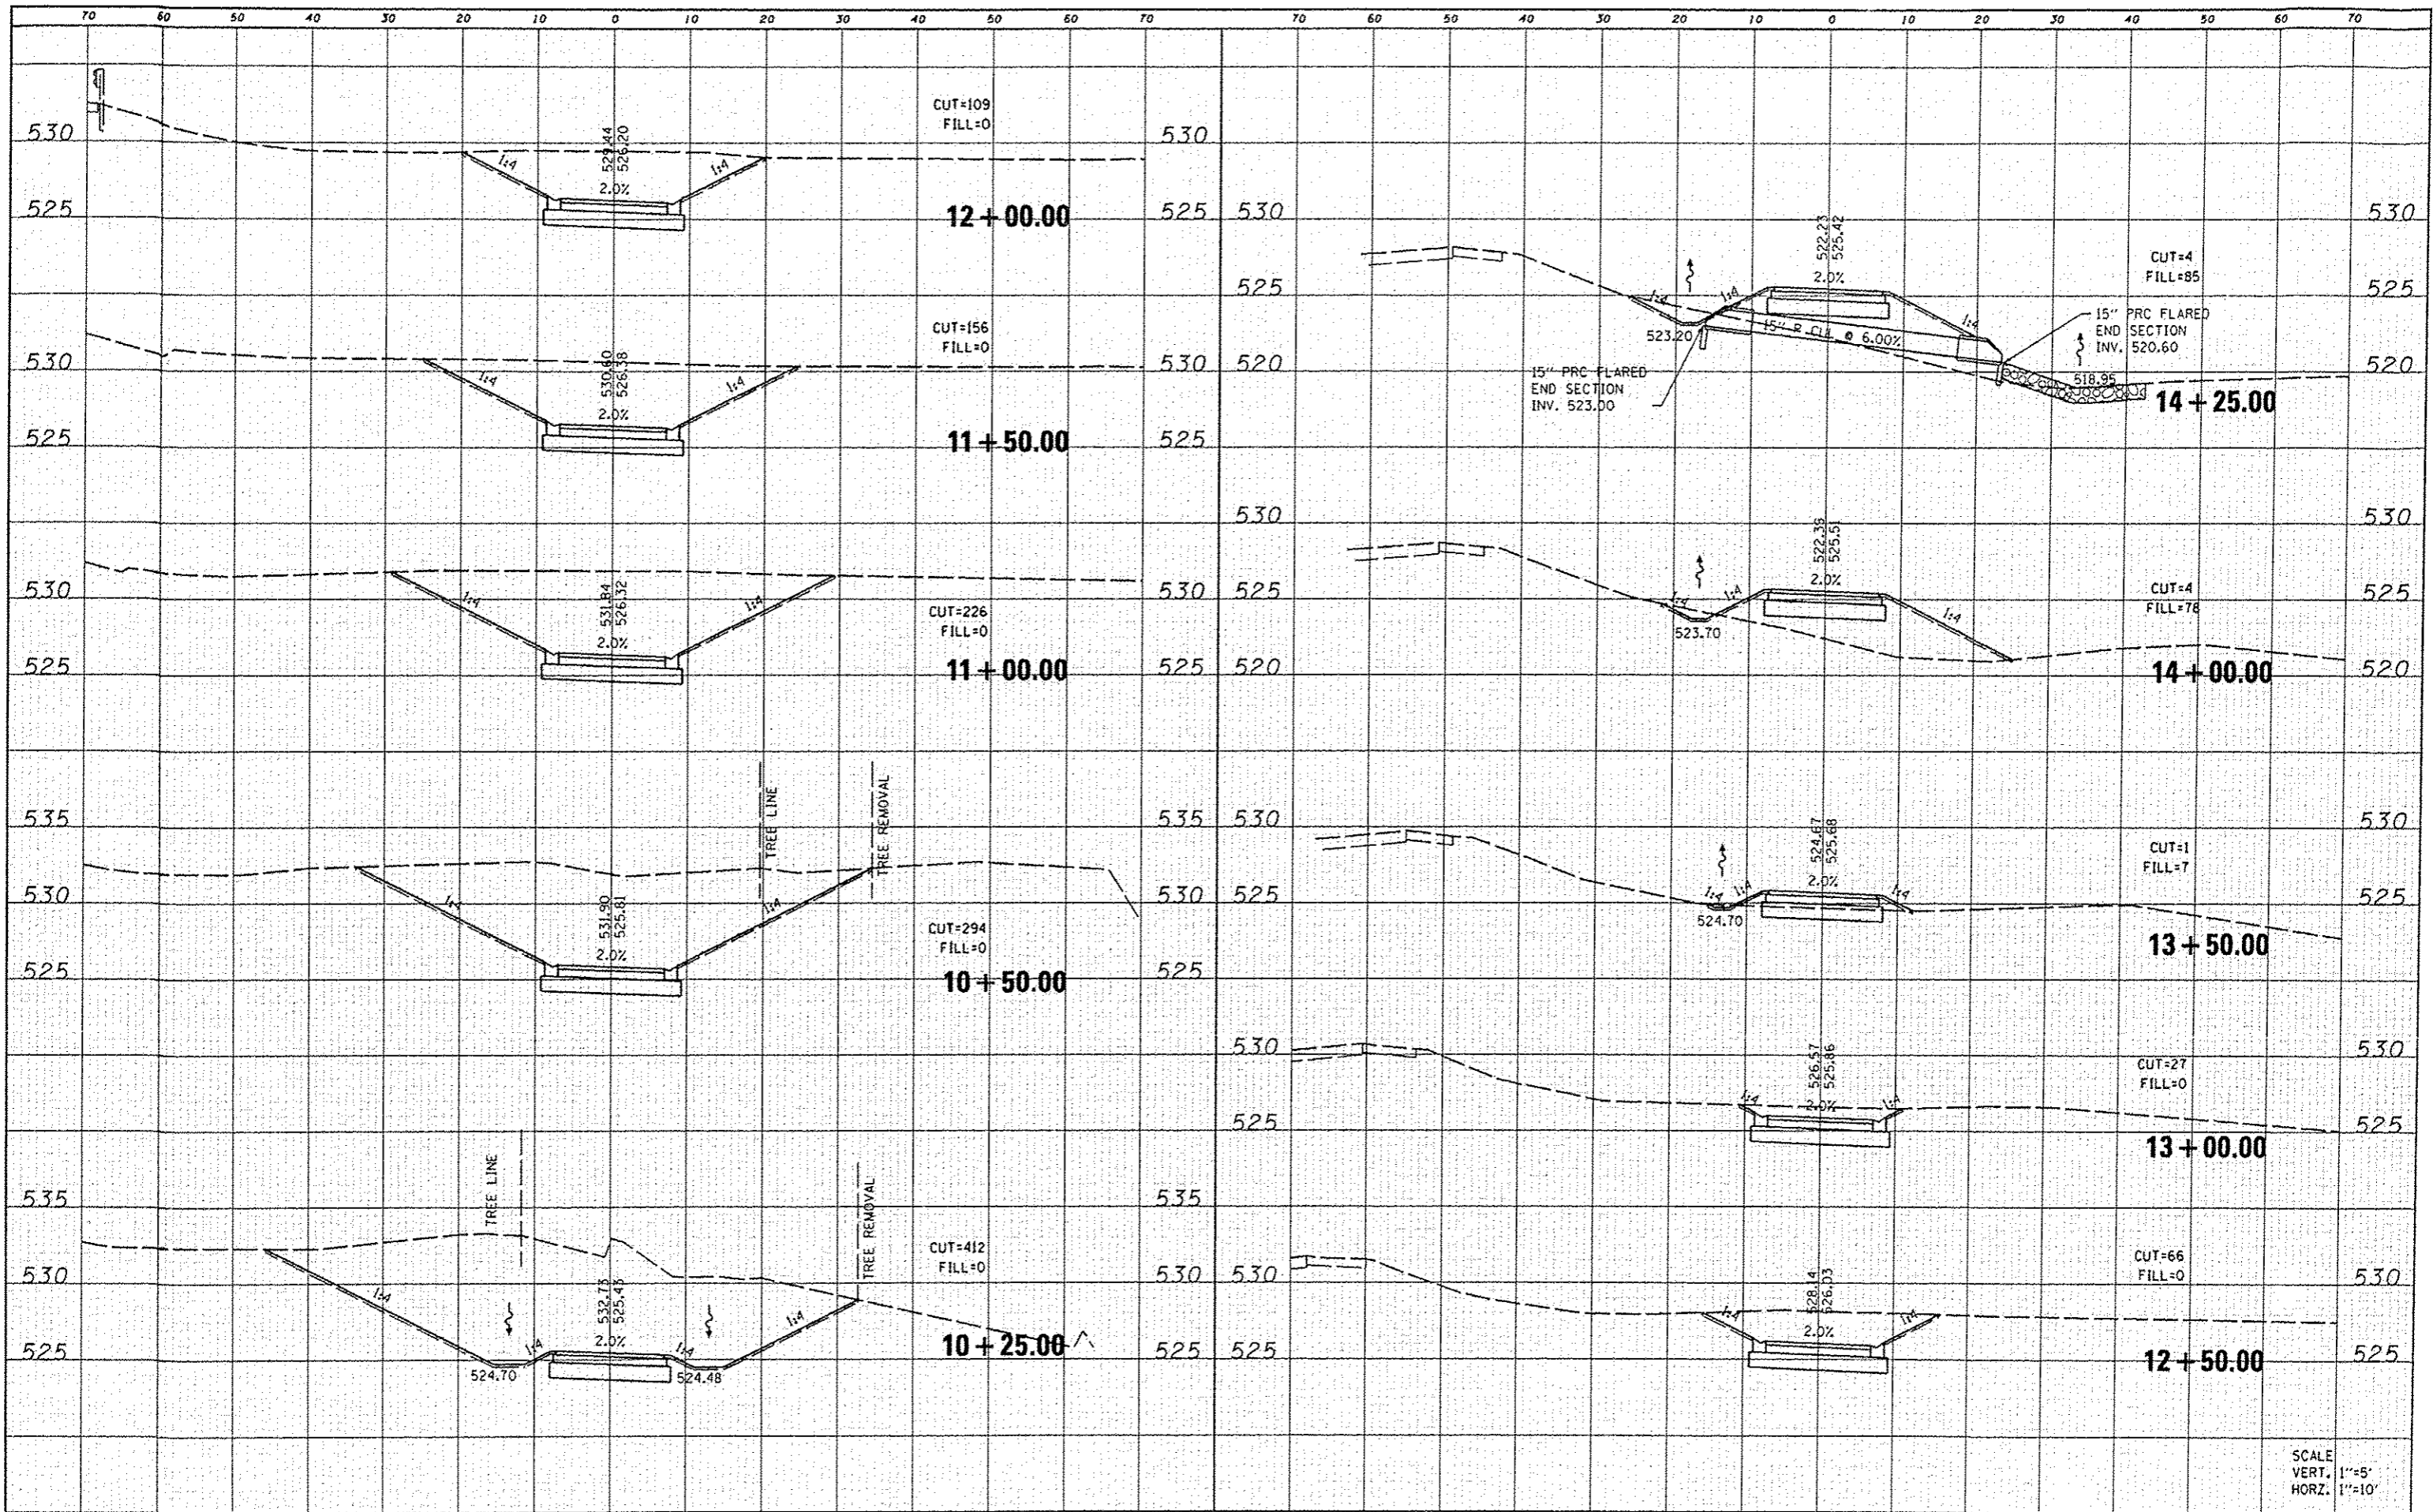 70 60 50 40 30 20 10 0 10 20 30 40 50 60 70 70 60 50 40 30 20 10 0 10 20 30 40 50 60 70
CUT=109
FILL=0
530 530
529.44
526.20
1:4 1:4
2.0%
525 525
12+00.00
CUT=156
FILL=0
530 530
530.60
526.38
1:4 1:4
2.0%
525 525
11+50.00
530 530
531.84
526.32
1:4 1:4
2.0%
CUT=226
FILL=0
525 525
11+00.00
TREE LINE
TREE REMOVAL
535 535
530 530
531.90
525.81
1:4 1:4
2.0%
CUT=294
FILL=0
525 525
10+50.00
TREE LINE
TREE REMOVAL
535 535
CUT=412
FILL=0
530 530
532.73
525.43
1:4 1:4 1:4 1:4
2.0%
525 525
10+25.00
524.70 524.48
530 530
522.23
525.42
CUT=4
FILL=85
2.0%
525 525
1:4 1:4 1:4
15" R CUL @ 6.00%
523.20
15" PRC FLARED
END SECTION
INV. 520.60
15" PRC FLARED
END SECTION
INV. 523.00
520 520
518.95
14+25.00
530 530
525.51
2.0%
CUT=4
FILL=78
525 525
1:4 1:4 1:4
523.70
520 520
14+00.00
530 530
524.67
525.68
CUT=1
FILL=7
2.0%
525 525
1:4 1:4 1:4
524.70
13+50.00
530 530
526.57
525.86
CUT=27
FILL=0
1:4 2.0% 1:4
525 525
13+00.00
CUT=66
FILL=0
530 530
528.14
526.03
1:4 1:4
2.0%
525 525
12+50.00
SCALE
VERT. 1"=5'
HORZ. 1"=10'